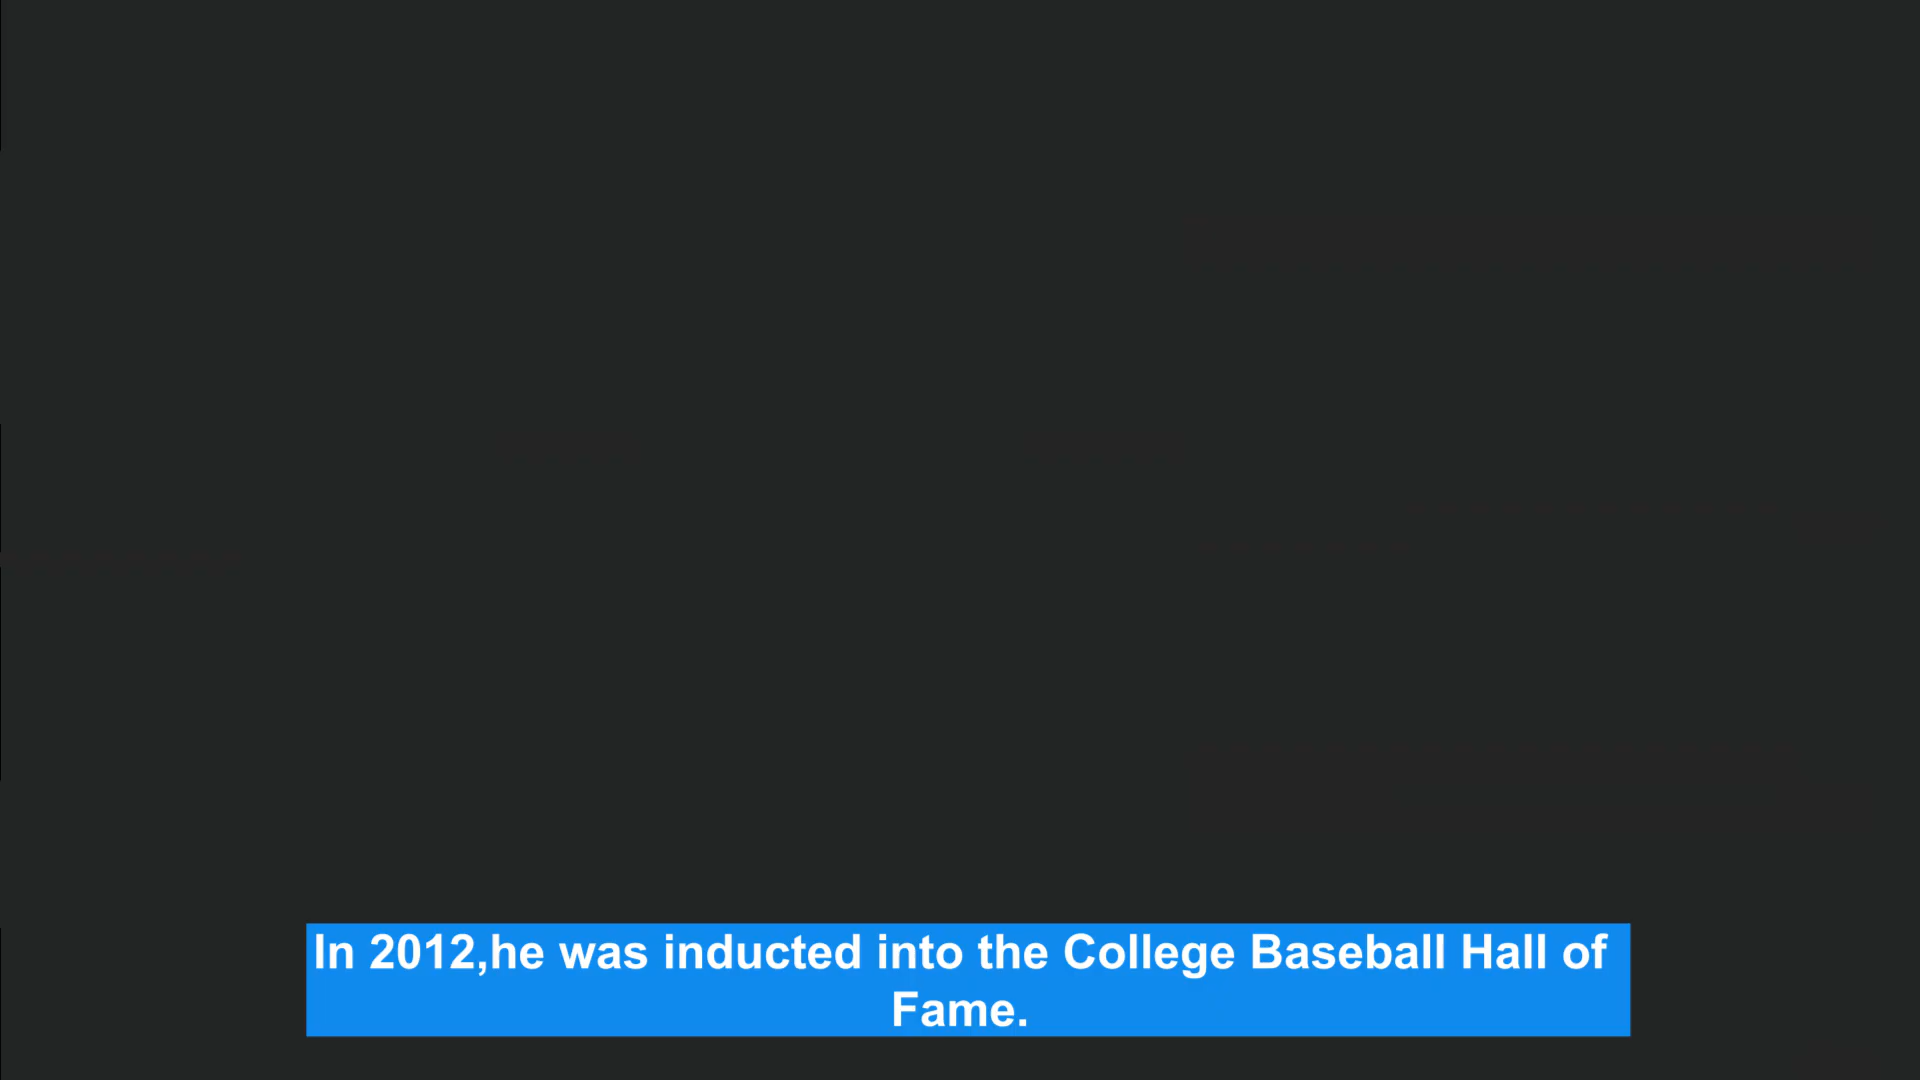 In 2012,he was inducted into the College Baseball Hall of
Fame.